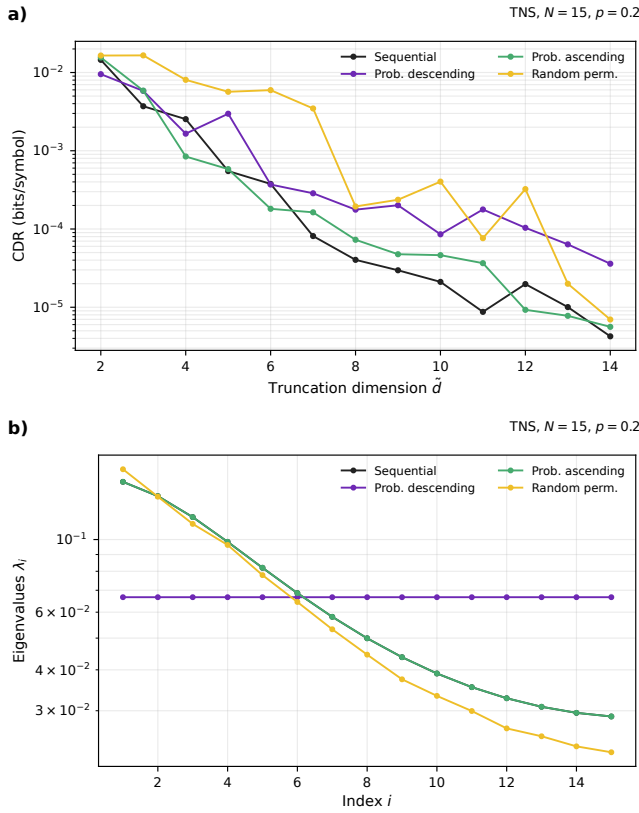 a)
TNS, N = 15, p = 0.2
Sequential
Prob. descending
Prob. ascending
Random perm.
10⁻²
10⁻³
10⁻⁴
10⁻⁵
CDR (bits/symbol)
2 4 6 8 10 12 14
Truncation dimension d̃
b)
TNS, N = 15, p = 0.2
Sequential
Prob. descending
Prob. ascending
Random perm.
10⁻¹
6 × 10⁻²
4 × 10⁻²
3 × 10⁻²
Eigenvalues λᵢ
2 4 6 8 10 12 14
Index i